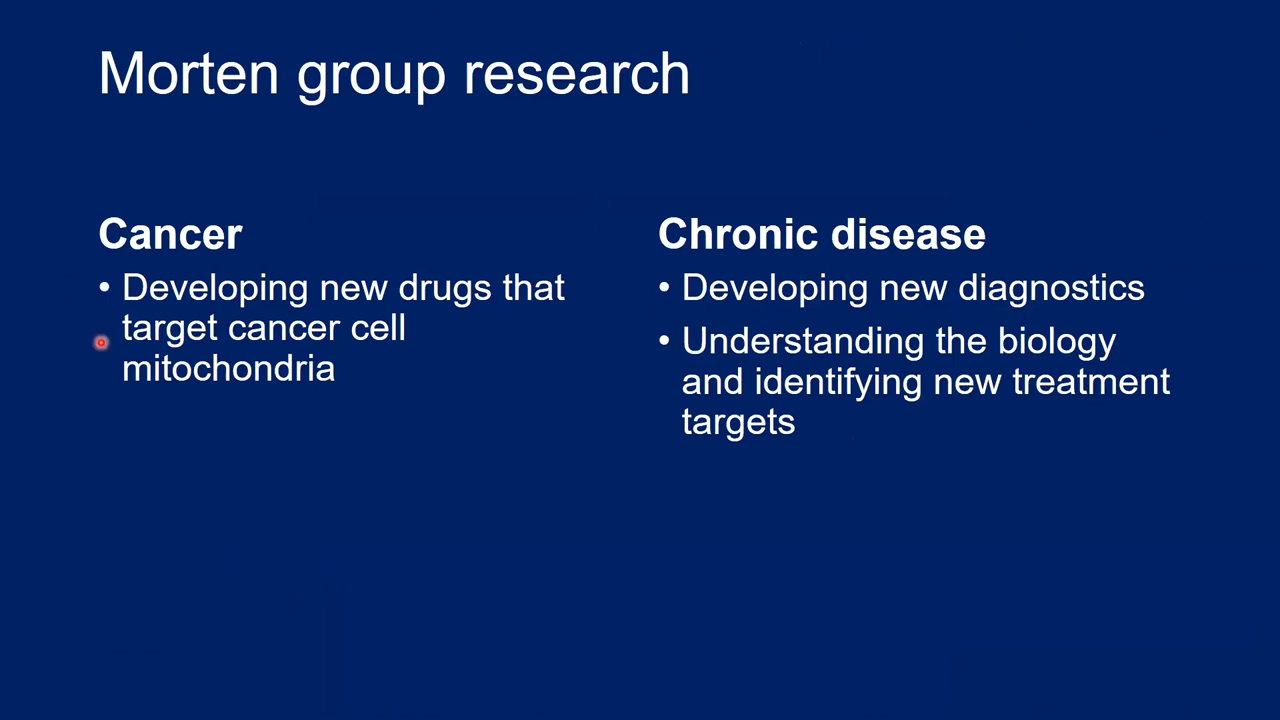 Morten group research
Cancer
• Developing new drugs that
target cancer cell
mitochondria
Chronic disease
• Developing new diagnostics
• Understanding the biology
and identifying new treatment
targets